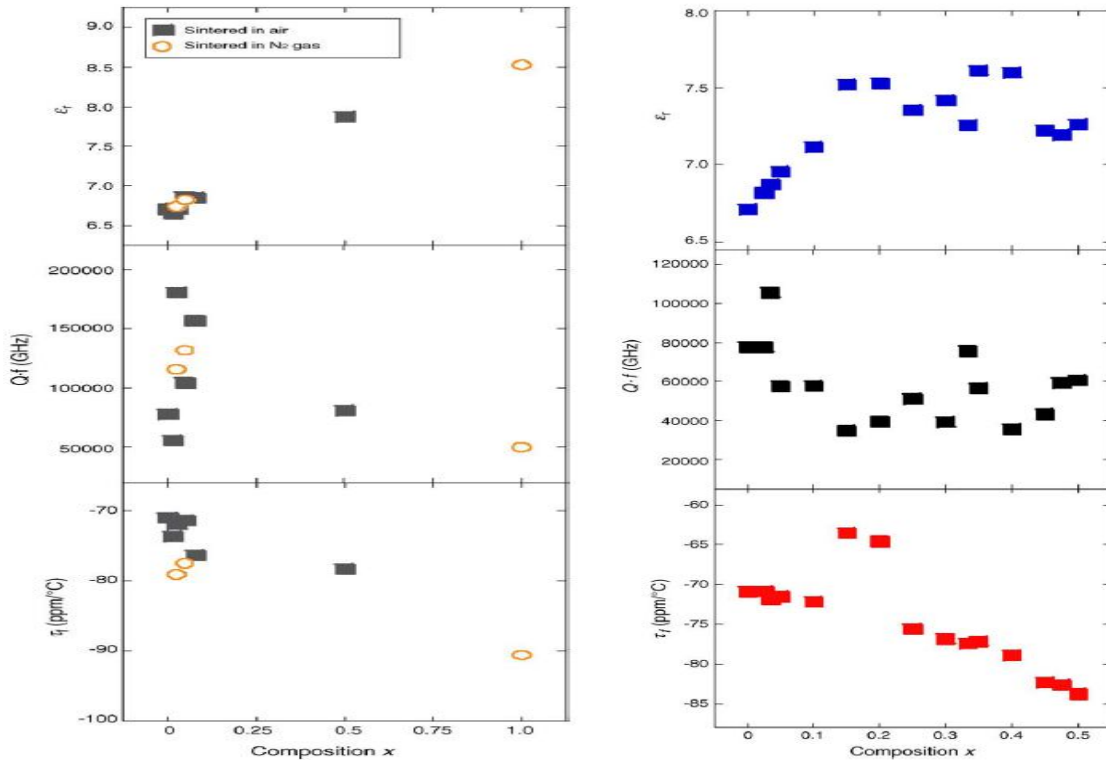 9.0
8.5
8.0
7.5
7.0
6.5
εr
Sintered in air
Sintered in N2 gas
200000
150000
100000
50000
Q·f (GHz)
-70
-80
-90
-100
τf (ppm/°C)
0 0.25 0.5 0.75 1.0
Composition x
8.0
7.5
7.0
6.5
εr
120000
100000
80000
60000
40000
20000
Q·f (GHz)
-60
-65
-70
-75
-80
-85
τf (ppm/°C)
0 0.1 0.2 0.3 0.4 0.5
Composition x